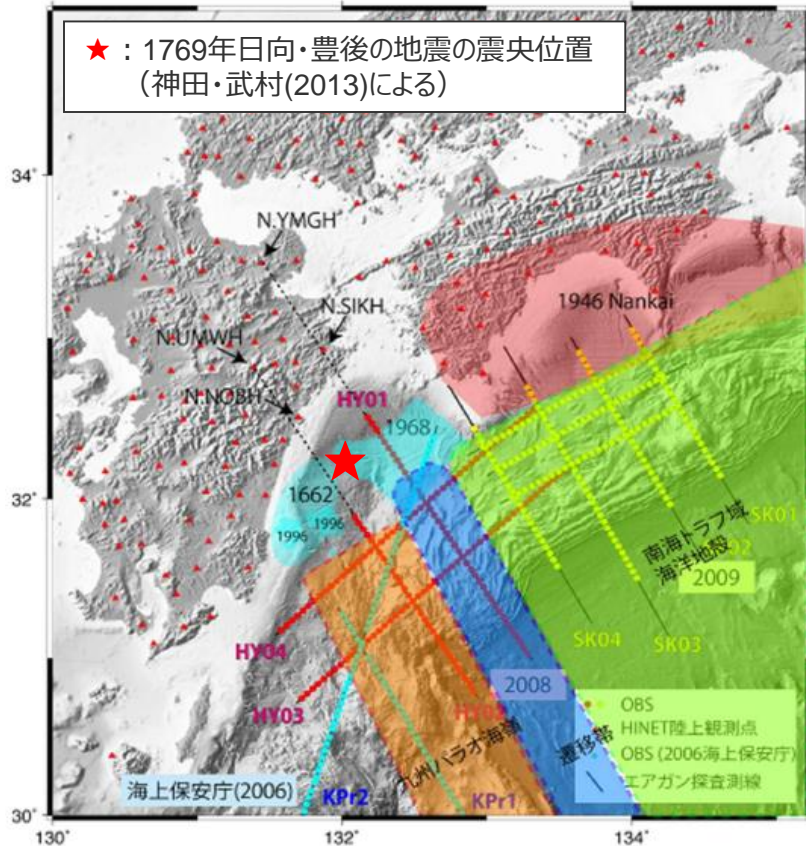 ★：1769年日向・豊後の地震の震央位置
（神田・武村(2013)による）
34°
N.YMGH
N.SIKH
1946 Nankai
N.UMWH
N.NOBH
HY01
1968
32°
1662
1996
1996
SK01
南海トラフ域
海洋地殻
02
2009
HY04
SK04
SK03
HY03
2008
OBS
HINET陸上観測点
九州パラオ海嶺
遷移帯
OBS (2006海上保安庁)
エアガン探査測線
海上保安庁(2006)
KPr2
KPr1
30°
130°
132°
134°